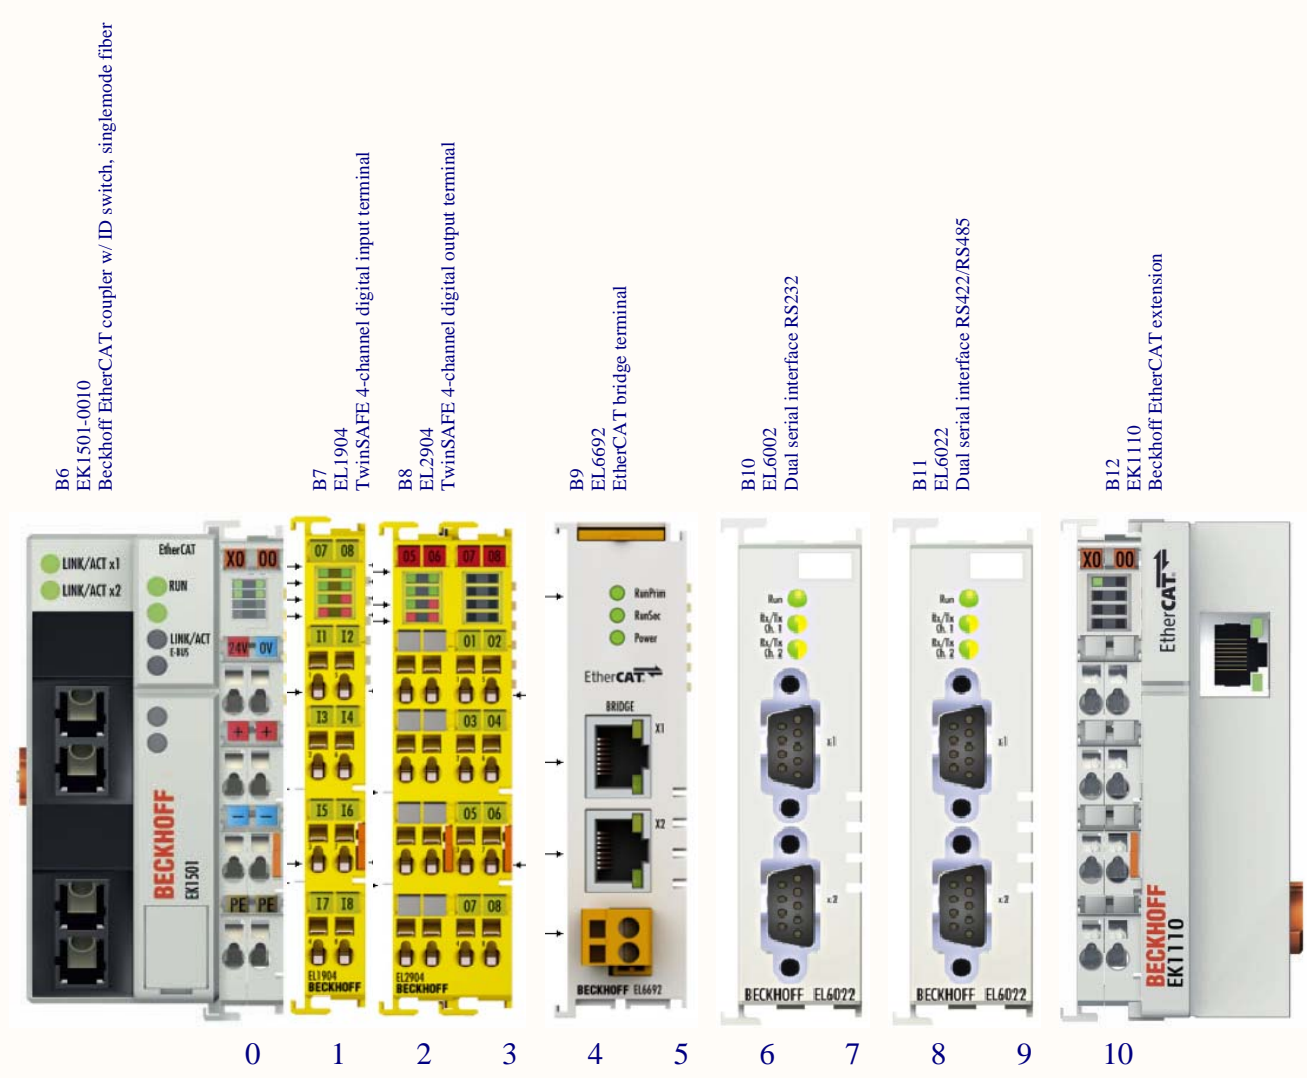 B6
EK1501-0010
Beckhoff EtherCAT coupler w/ ID switch, singlemode fiber
B7
EL1904
TwinSAFE 4-channel digital input terminal
B8
EL2904
TwinSAFE 4-channel digital output terminal
B9
EL6692
EtherCAT bridge terminal
B10
EL6002
Dual serial interface RS232
B11
EL6022
Dual serial interface RS422/RS485
B12
EK1110
Beckhoff EtherCAT extension
LINK/ACT x1
LINK/ACT x2
EtherCAT
RUN
LINK/ACT
E-BUS
BECKHOFF
EK1501
X0 00
24V 0V
+ +
− −
PE PE
07 08
I1 I2
I3 I4
I5 I6
I7 I8
EL1904
BECKHOFF
05 06 07 08
01 02
03 04
05 06
07 08
EL2904
BECKHOFF
RunPrim
RunSec
Power
EtherCAT
BRIDGE
X1
X2
BECKHOFF EL6692
Run
Rx/Tx
Ch. 1
Rx/Tx
Ch. 2
x1
x2
BECKHOFF EL6022
Run
Rx/Tx
Ch. 1
Rx/Tx
Ch. 2
x1
x2
BECKHOFF EL6022
X0 00
EtherCAT
BECKHOFF
EK1110
0 1 2 3 4 5 6 7 8 9 10